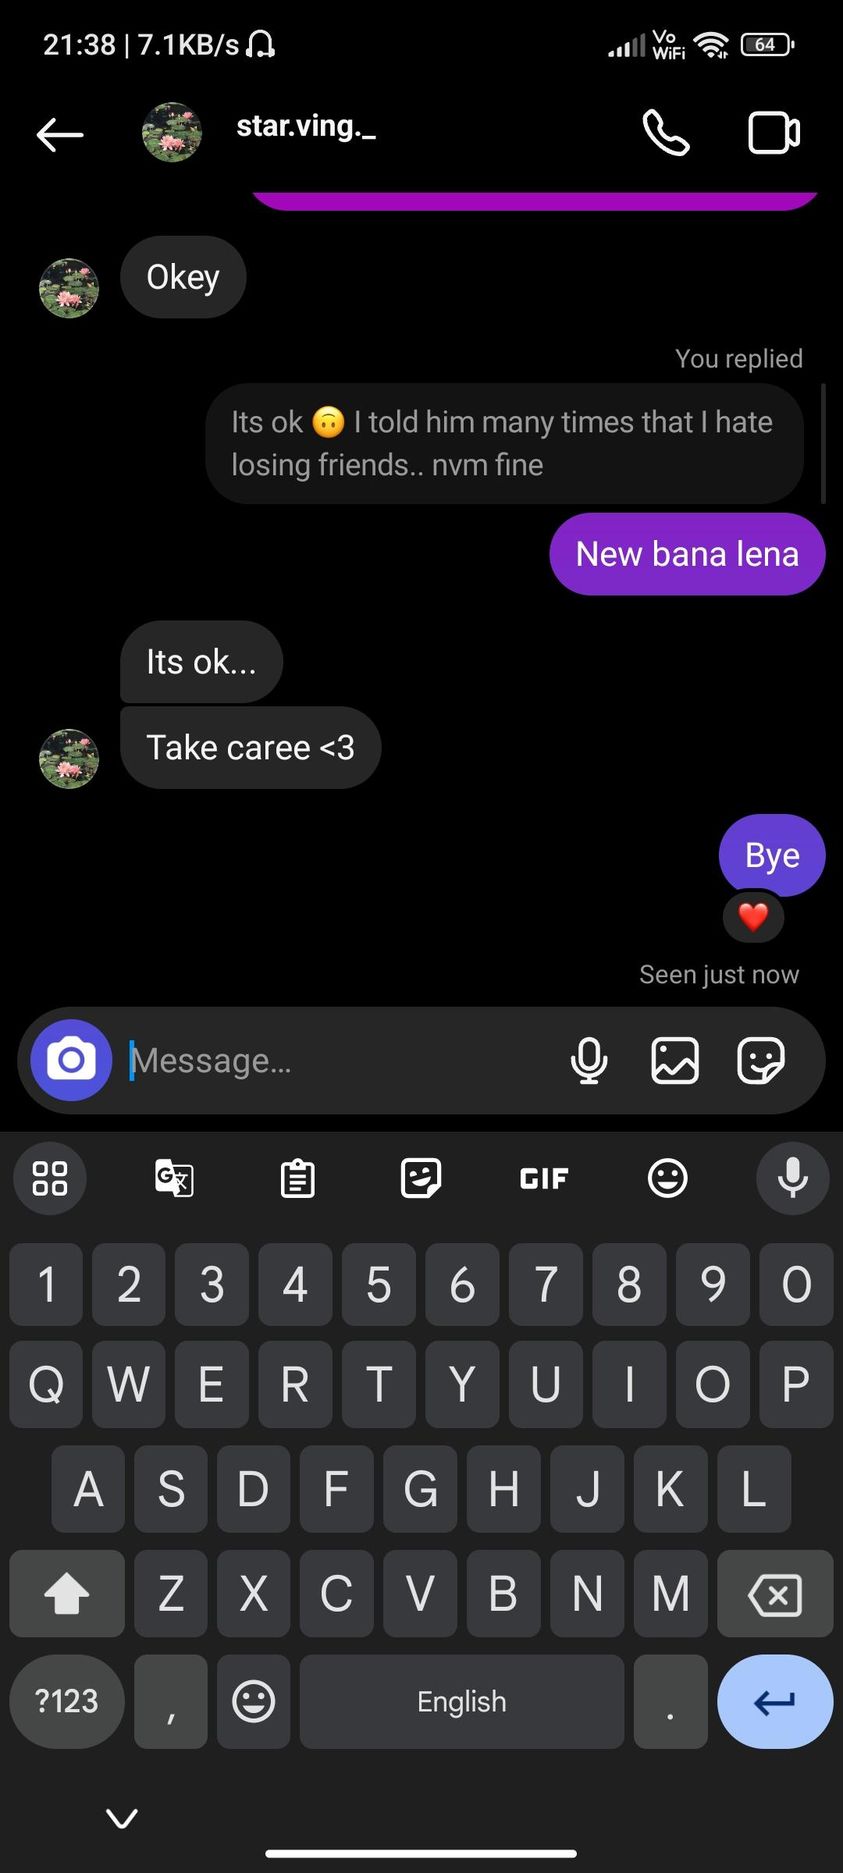 21:38 | 7.1KB/s
Vo
WiFi
64
star.ving._
Okey
You replied
Its ok 🙃 I told him many times that I hate
losing friends.. nvm fine
New bana lena
Its ok...
Take caree <3
Bye
❤️
Seen just now
Message...
GIF
1 2 3 4 5 6 7 8 9 0
Q W E R T Y U I O P
A S D F G H J K L
Z X C V B N M
?123 , English .